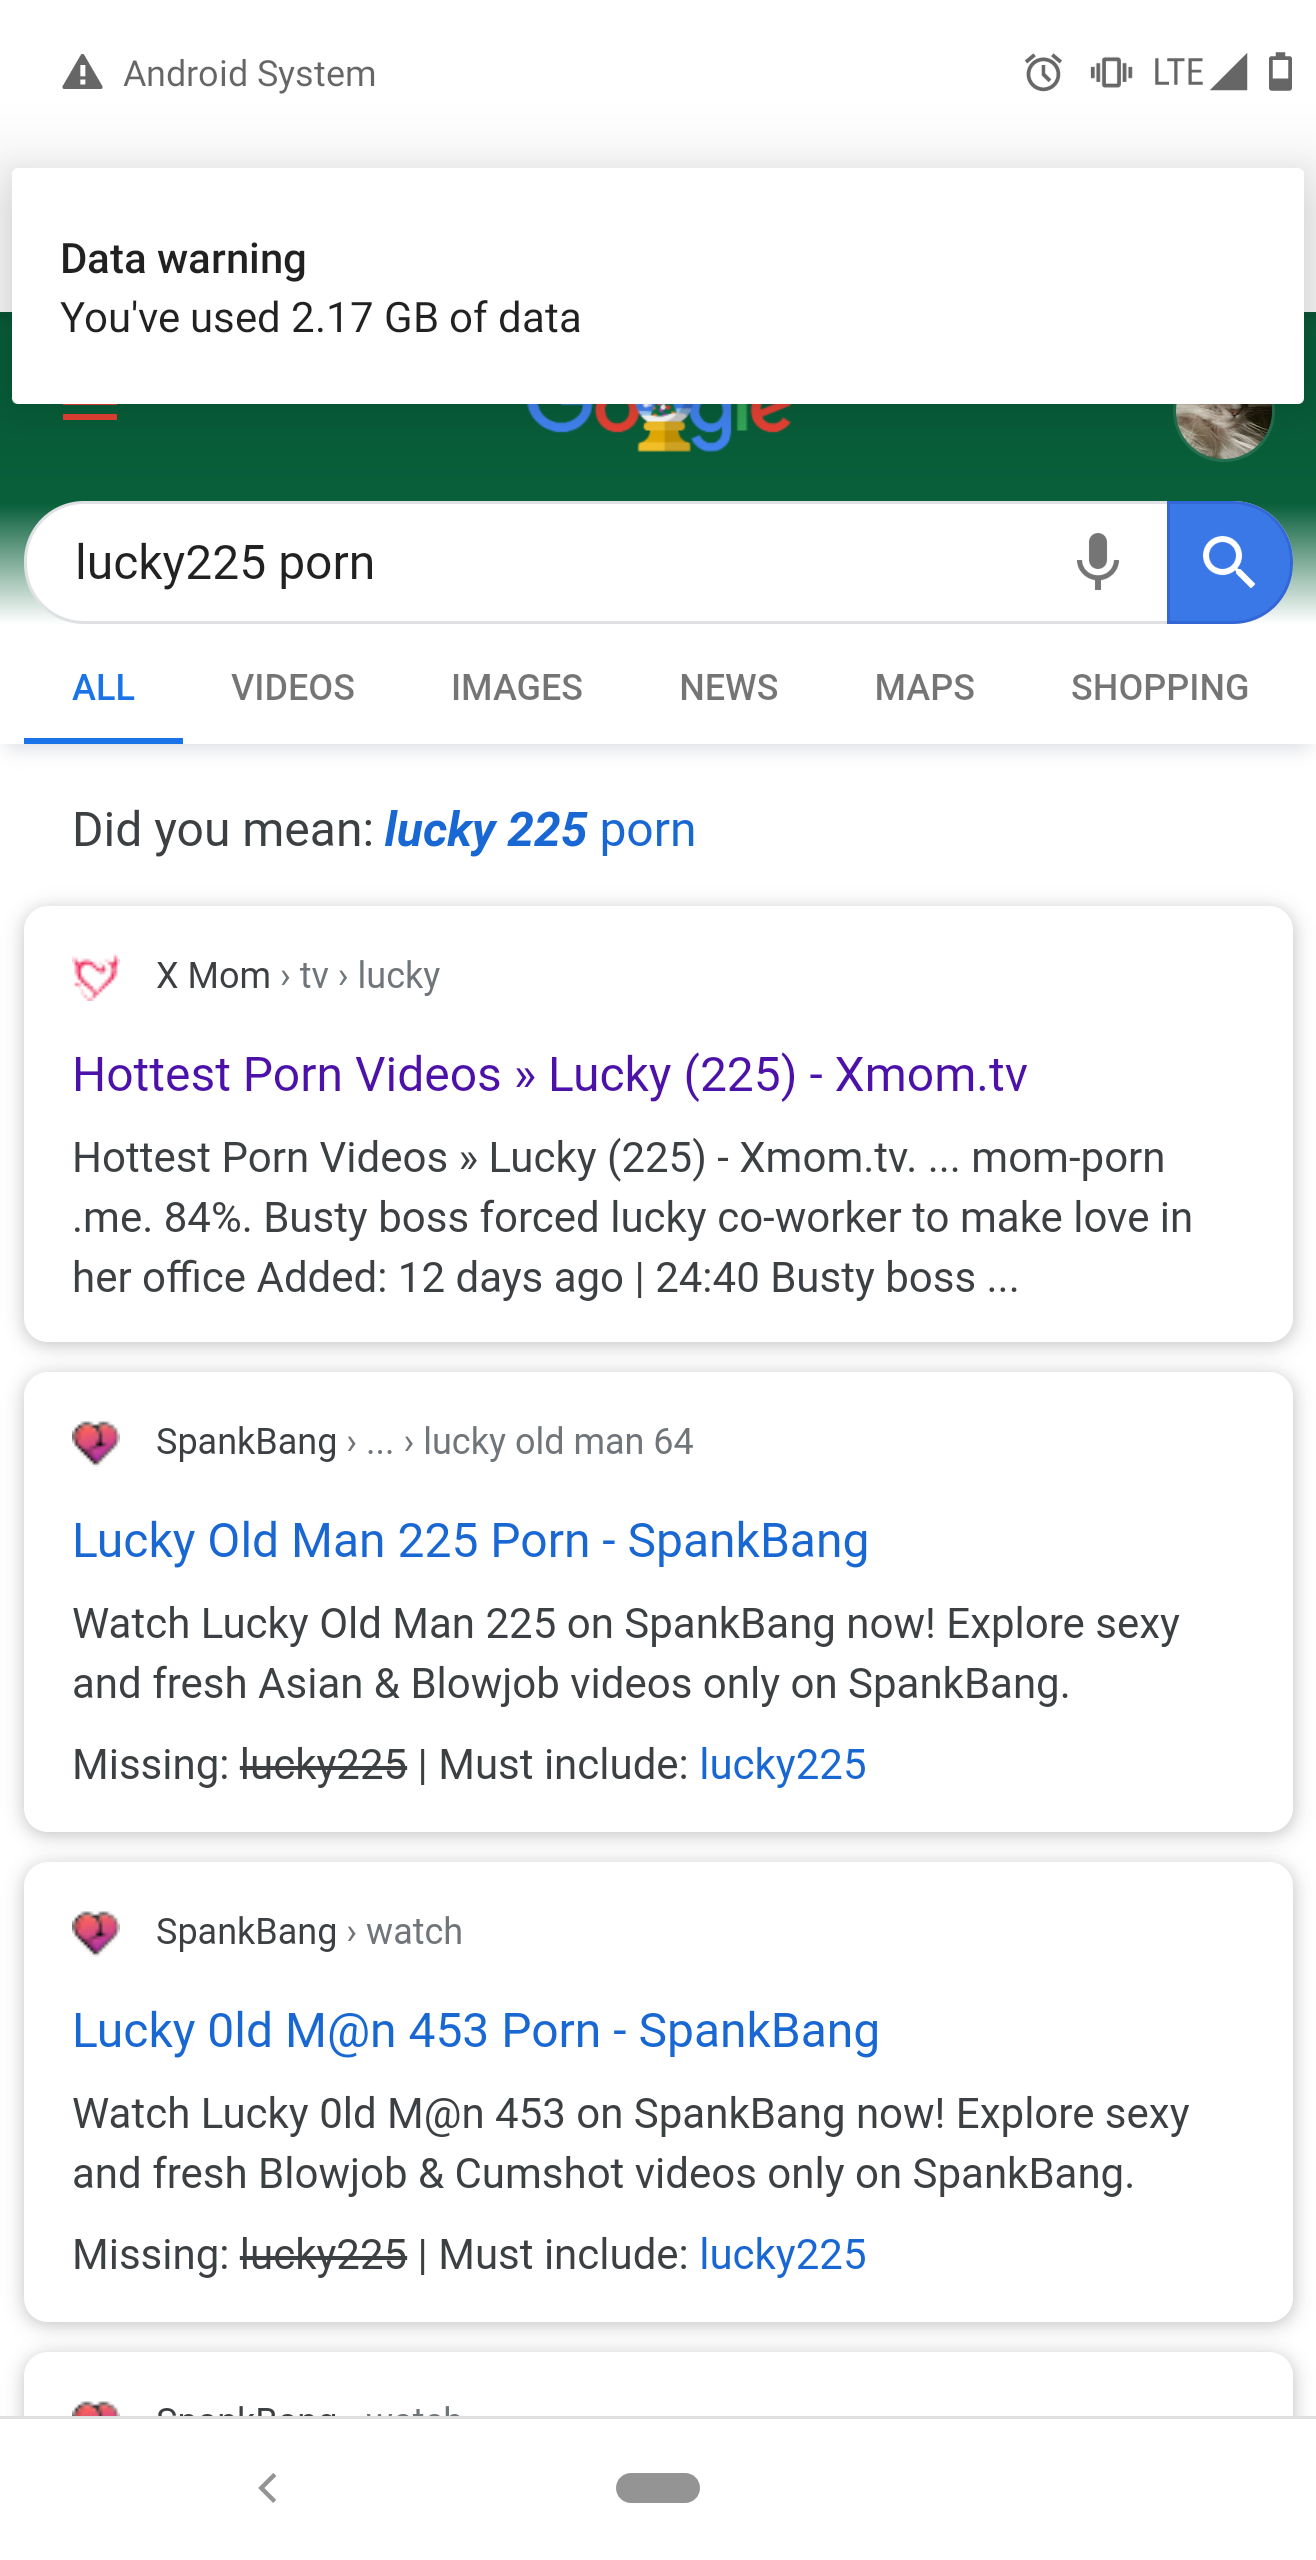 Android System
LTE
Data warning
You've used 2.17 GB of data
Google
lucky225 porn
ALL VIDEOS IMAGES NEWS MAPS SHOPPING
Did you mean: lucky 225 porn
X Mom › tv › lucky
Hottest Porn Videos » Lucky (225) - Xmom.tv
Hottest Porn Videos » Lucky (225) - Xmom.tv. ... mom-porn
.me. 84%. Busty boss forced lucky co-worker to make love in
her office Added: 12 days ago | 24:40 Busty boss ...
SpankBang › ... › lucky old man 64
Lucky Old Man 225 Porn - SpankBang
Watch Lucky Old Man 225 on SpankBang now! Explore sexy
and fresh Asian & Blowjob videos only on SpankBang.
Missing: lucky225 | Must include: lucky225
SpankBang › watch
Lucky 0ld M@n 453 Porn - SpankBang
Watch Lucky 0ld M@n 453 on SpankBang now! Explore sexy
and fresh Blowjob & Cumshot videos only on SpankBang.
Missing: lucky225 | Must include: lucky225
SpankBang › watch